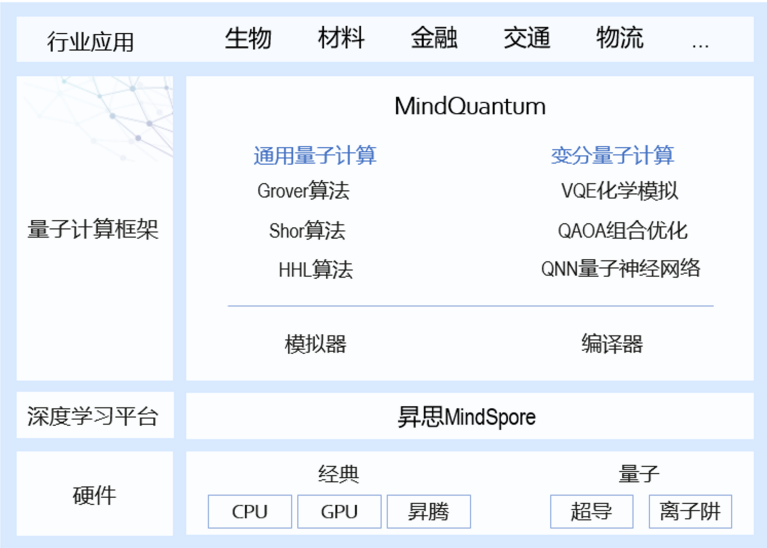 行业应用 生物 材料 金融 交通 物流 ...
MindQuantum
通用量子计算 变分量子计算
Grover算法 VQE化学模拟
量子计算框架 Shor算法 QAOA组合优化
HHL算法 QNN量子神经网络
模拟器 编译器
深度学习平台 昇思MindSpore
经典 量子
硬件 CPU GPU 昇腾 超导 离子阱